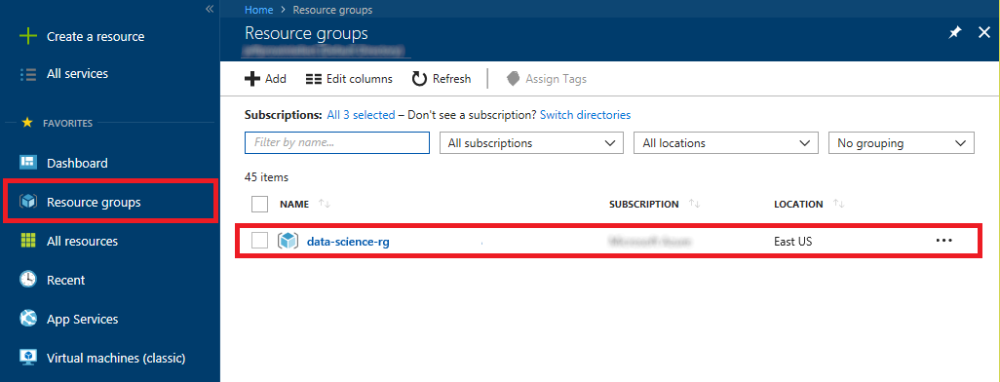 Create a resource
All services
FAVORITES
Dashboard
Resource groups
All resources
Recent
App Services
Virtual machines (classic)
Home > Resource groups
Resource groups
Add Edit columns Refresh Assign Tags
Subscriptions: All 3 selected – Don't see a subscription? Switch directories
Filter by name... All subscriptions All locations No grouping
45 items
NAME SUBSCRIPTION LOCATION
data-science-rg East US